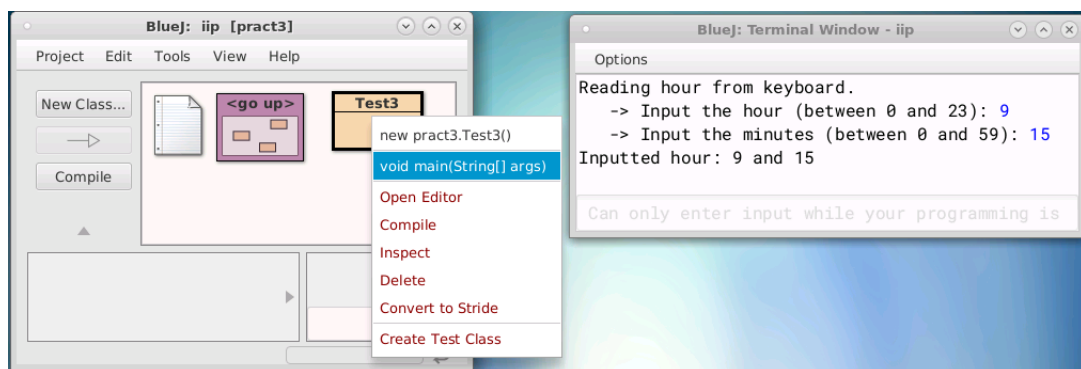 BlueJ: iip [pract3]
Project Edit Tools View Help
New Class...
Compile
<go up>
Test3
new pract3.Test3()
void main(String[] args)
Open Editor
Compile
Inspect
Delete
Convert to Stride
Create Test Class
BlueJ: Terminal Window - iip
Options
Reading hour from keyboard.
-> Input the hour (between 0 and 23): 9
-> Input the minutes (between 0 and 59): 15
Inputted hour: 9 and 15
Can only enter input while your programming is